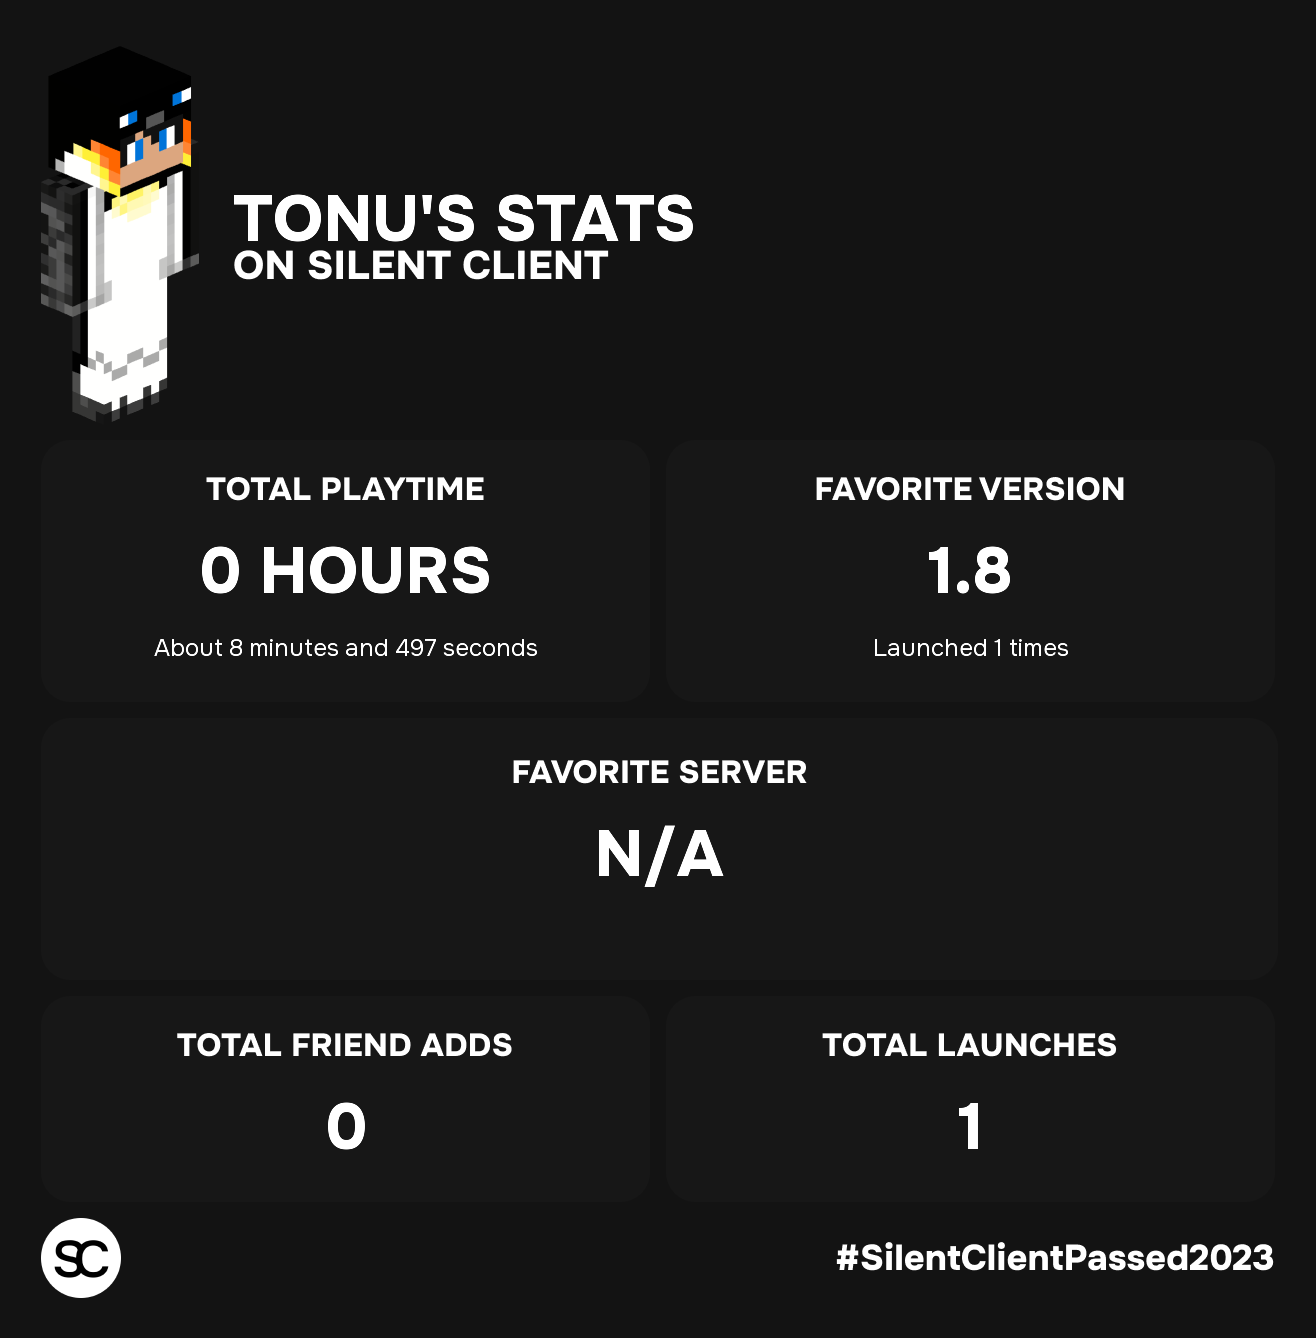 TONU'S STATS
ON SILENT CLIENT
TOTAL PLAYTIME
0 HOURS
About 8 minutes and 497 seconds
FAVORITE VERSION
1.8
Launched 1 times
FAVORITE SERVER
N/A
TOTAL FRIEND ADDS
0
TOTAL LAUNCHES
1
SC
#SilentClientPassed2023